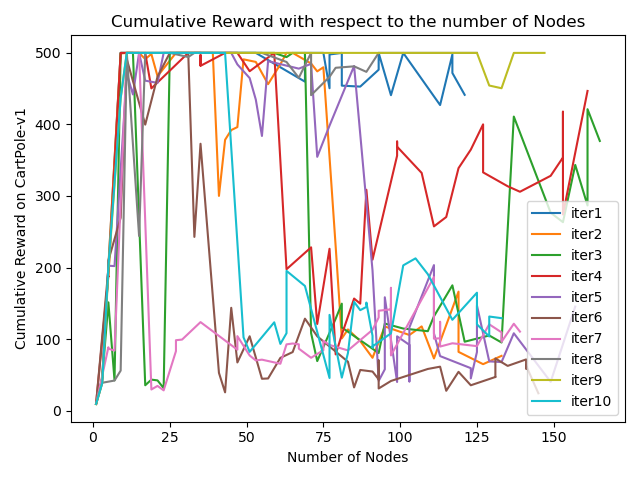 Cumulative Reward with respect to the number of Nodes
Cumulative Reward on CartPole-v1
500
400
300
200
100
0
0 25 50 75 100 125 150
Number of Nodes
iter1
iter2
iter3
iter4
iter5
iter6
iter7
iter8
iter9
iter10